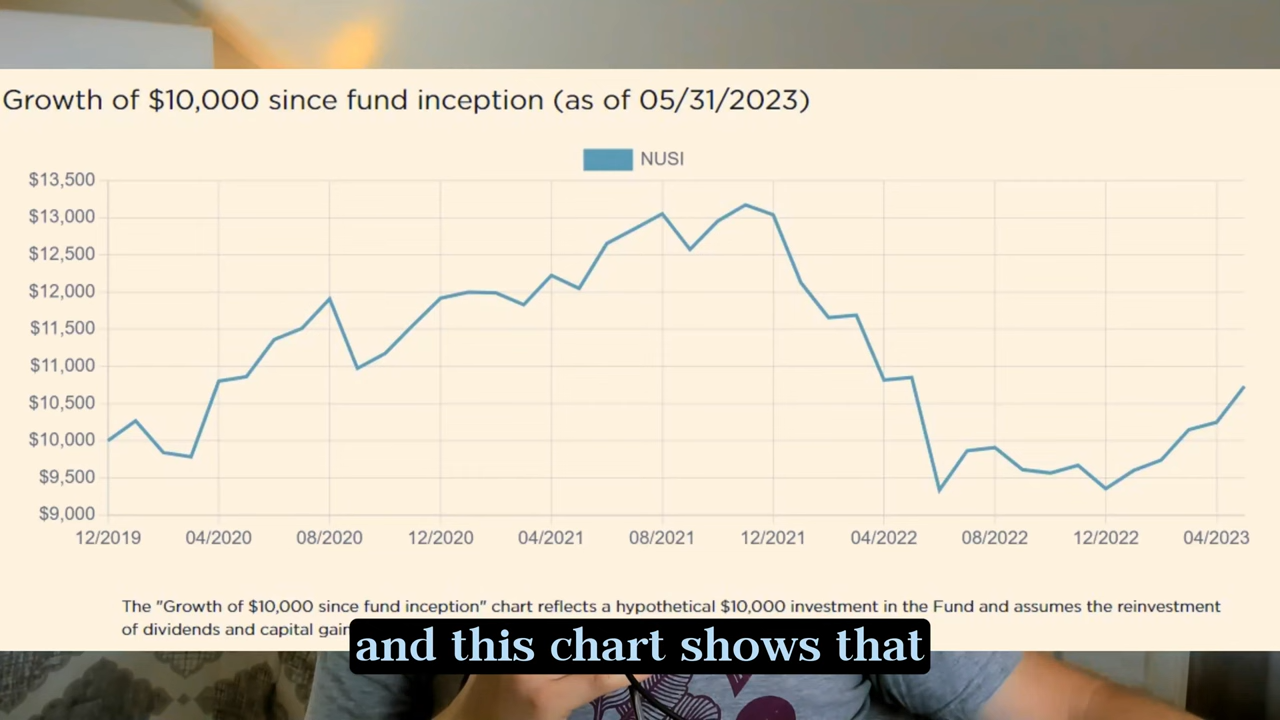 Growth of $10,000 since fund inception (as of 05/31/2023)
NUSI
$13,500
$13,000
$12,500
$12,000
$11,500
$11,000
$10,500
$10,000
$9,500
$9,000
12/2019 04/2020 08/2020 12/2020 04/2021 08/2021 12/2021 04/2022 08/2022 12/2022 04/2023
The "Growth of $10,000 since fund inception" chart reflects a hypothetical $10,000 investment in the Fund and assumes the reinvestment
of dividends and capital
and this chart shows that